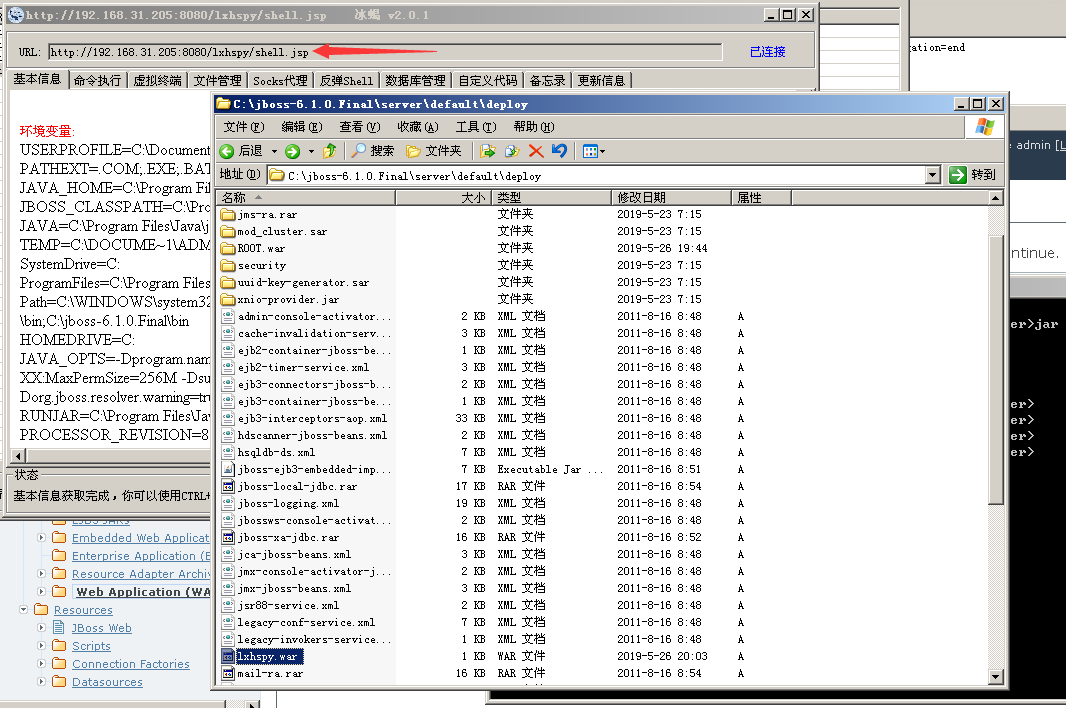 http://192.168.31.205:8080/lxhspy/shell.jsp 冰蝎 v2.0.1
URL: http://192.168.31.205:8080/lxhspy/shell.jsp 已连接
基本信息 命令执行 虚拟终端 文件管理 Socks代理 反弹Shell 数据库管理 自定义代码 备忘录 更新信息
环境变量:
USERPROFILE=C:\Document
PATHEXT=.COM;.EXE;.BAT
JAVA_HOME=C:\Program Fil
JBOSS_CLASSPATH=C:\Pro
JAVA=C:\Program Files\Java\j
TEMP=C:\DOCUME~1\ADM
SystemDrive=C:
ProgramFiles=C:\Program Files
Path=C:\WINDOWS\system32
\bin;C:\jboss-6.1.0.Final\bin
HOMEDRIVE=C:
JAVA_OPTS=-Dprogram.nam
XX:MaxPermSize=256M -Dsu
Dorg.jboss.resolver.warning=tru
RUNJAR=C:\Program Files\Jav
PROCESSOR_REVISION=8
状态
基本信息获取完成，你可以使用CTRL+
C:\jboss-6.1.0.Final\server\default\deploy
文件(F) 编辑(E) 查看(V) 收藏(A) 工具(T) 帮助(H)
后退 搜索 文件夹
地址(D) C:\jboss-6.1.0.Final\server\default\deploy 转到
名称 大小 类型 修改日期 属性
jms-ra.rar 文件夹 2019-5-23 7:15
mod_cluster.sar 文件夹 2019-5-23 7:15
ROOT.war 文件夹 2019-5-26 19:44
security 文件夹 2019-5-23 7:15
uuid-key-generator.sar 文件夹 2019-5-23 7:15
xnio-provider.jar 文件夹 2019-5-23 7:15
admin-console-activator... 2 KB XML 文档 2011-8-16 8:48 A
cache-invalidation-serv... 3 KB XML 文档 2011-8-16 8:48 A
ejb2-container-jboss-be... 1 KB XML 文档 2011-8-16 8:48 A
ejb2-timer-service.xml 3 KB XML 文档 2011-8-16 8:48 A
ejb3-connectors-jboss-b... 2 KB XML 文档 2011-8-16 8:48 A
ejb3-container-jboss-be... 1 KB XML 文档 2011-8-16 8:48 A
ejb3-interceptors-aop.xml 33 KB XML 文档 2011-8-16 8:48 A
hdscanner-jboss-beans.xml 2 KB XML 文档 2011-8-16 8:48 A
hsqldb-ds.xml 7 KB XML 文档 2011-8-16 8:48 A
jboss-ejb3-embedded-imp... 7 KB Executable Jar ... 2011-8-16 8:51 A
jboss-local-jdbc.rar 17 KB RAR 文件 2011-8-16 8:54 A
jboss-logging.xml 19 KB XML 文档 2011-8-16 8:48 A
jbossws-console-activat... 2 KB XML 文档 2011-8-16 8:48 A
jboss-xa-jdbc.rar 16 KB RAR 文件 2011-8-16 8:52 A
jca-jboss-beans.xml 3 KB XML 文档 2011-8-16 8:48 A
jmx-console-activator-j... 2 KB XML 文档 2011-8-16 8:48 A
jmx-jboss-beans.xml 3 KB XML 文档 2011-8-16 8:48 A
jsr88-service.xml 2 KB XML 文档 2011-8-16 8:48 A
legacy-conf-service.xml 7 KB XML 文档 2011-8-16 8:48 A
legacy-invokers-service... 1 KB XML 文档 2011-8-16 8:48 A
lxhspy.war 1 KB WAR 文件 2019-5-26 20:03 A
mail-ra.rar 16 KB RAR 文件 2011-8-16 8:54 A
Embedded Web Applicat
Enterprise Application (E
Resource Adapter Archiv
Web Application (WA
Resources
JBoss Web
Scripts
Connection Factories
Datasources
ration=end
e admin [L
ntinue.
er>jar
er>
er>
er>
er>